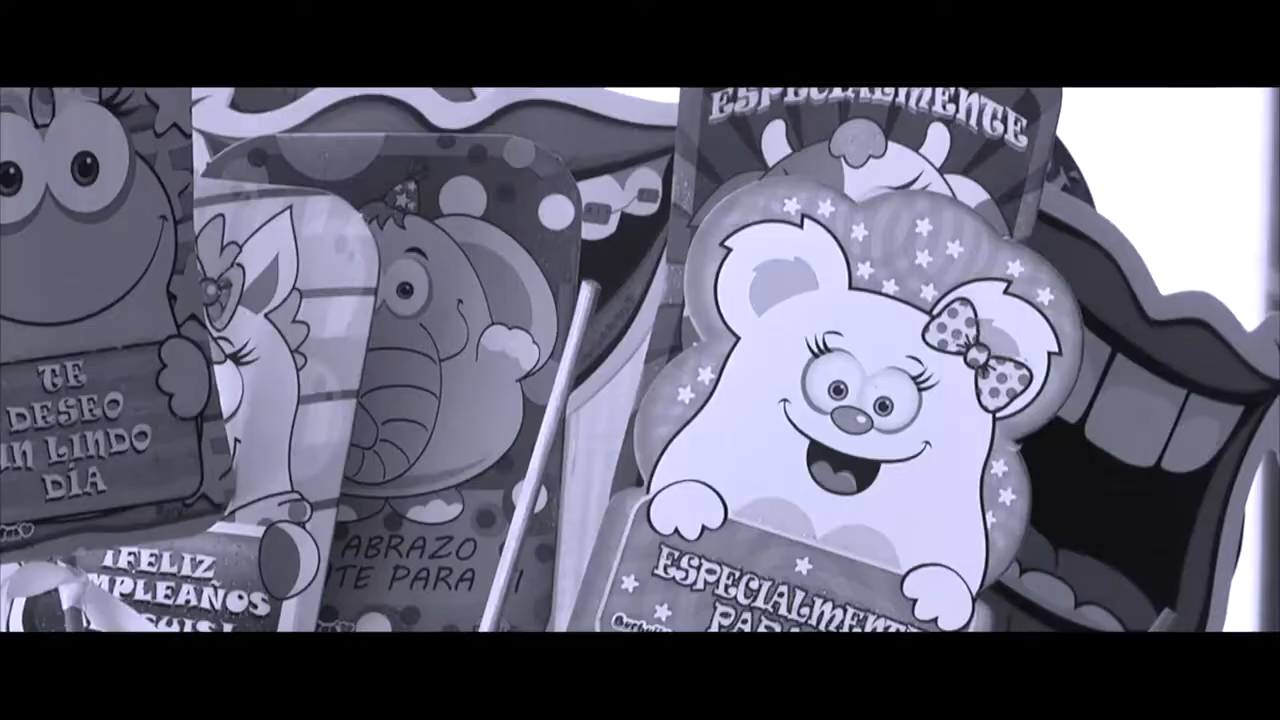 TE
DESEO
UN LINDO
DÍA
¡FELIZ
MPLEAÑOS
ABRAZO
TE PARA
ESPECIALMENTE
ESPECIALMENTE
PARA